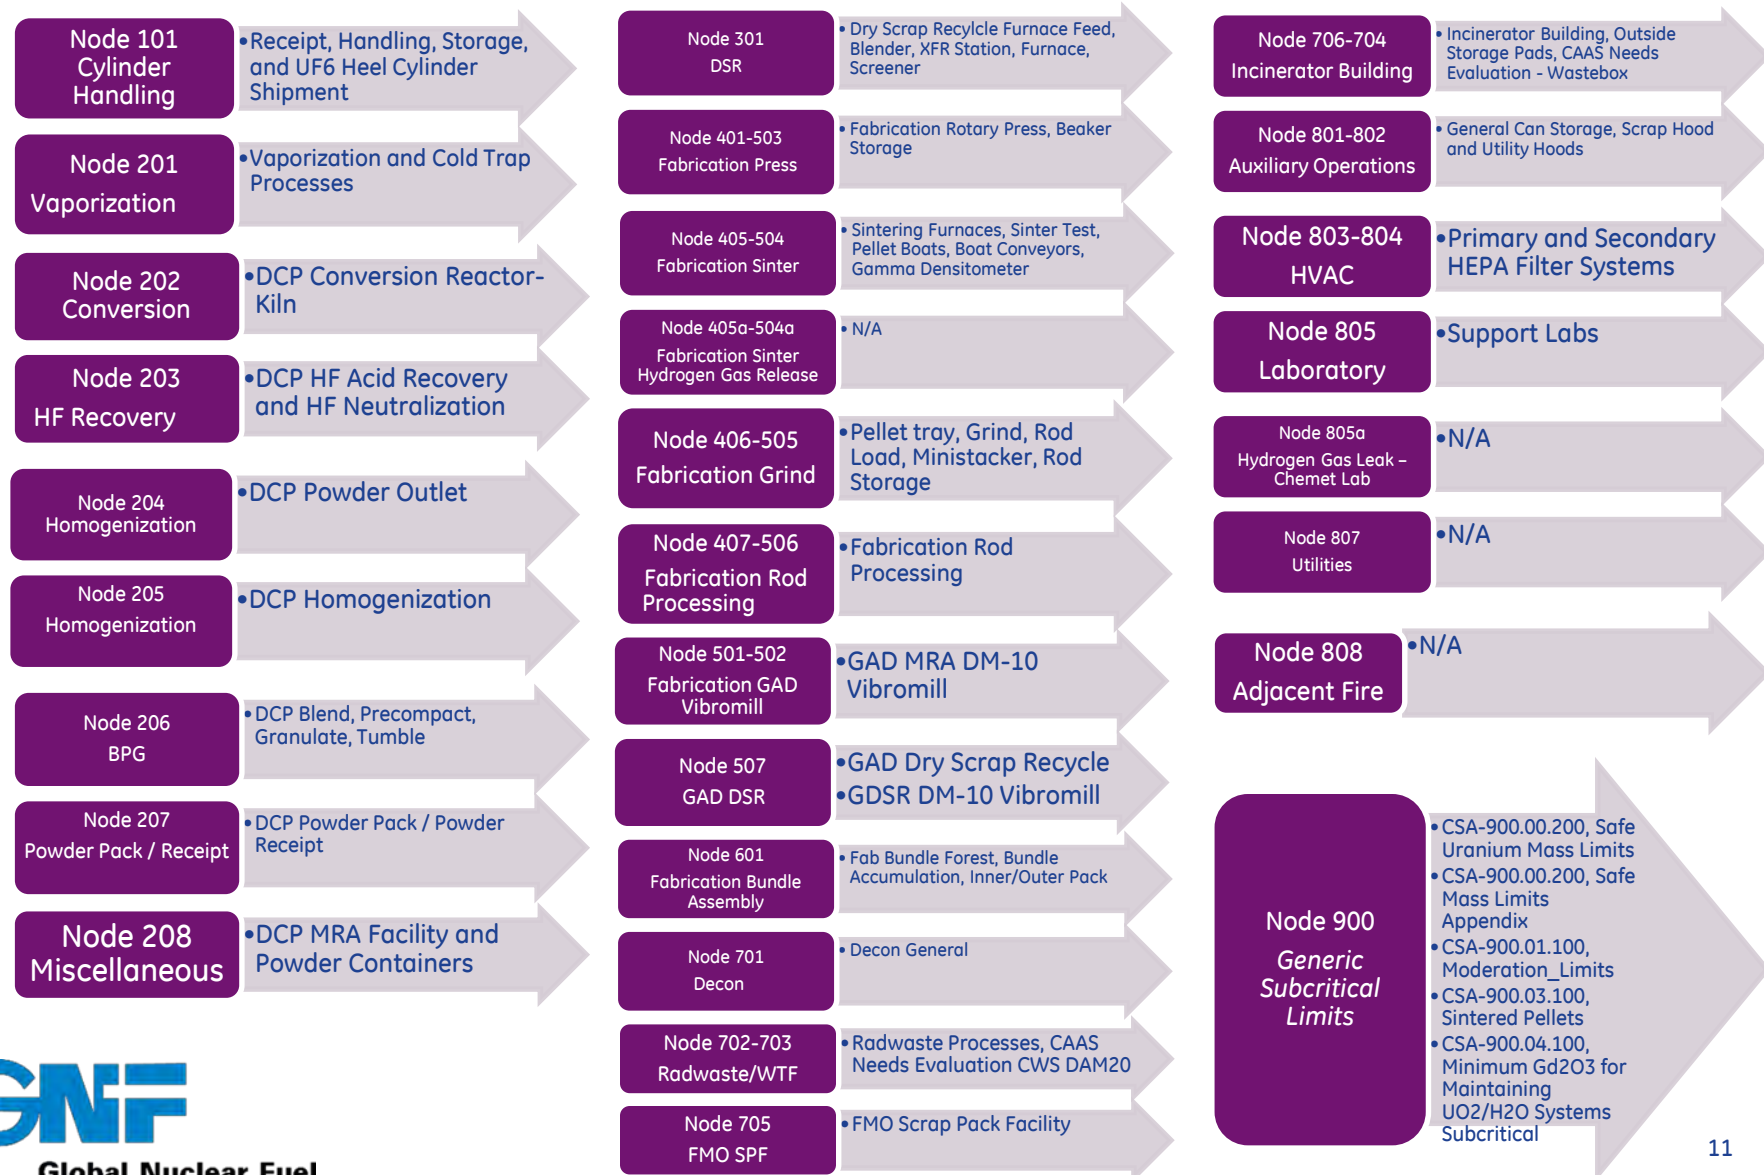 Node 101
Cylinder
Handling
•Receipt, Handling, Storage,
and UF6 Heel Cylinder
Shipment
Node 201
Vaporization
•Vaporization and Cold Trap
Processes
Node 202
Conversion
•DCP Conversion Reactor-
Kiln
Node 203
HF Recovery
•DCP HF Acid Recovery
and HF Neutralization
Node 204
Homogenization
•DCP Powder Outlet
Node 205
Homogenization
•DCP Homogenization
Node 206
BPG
•DCP Blend, Precompact,
Granulate, Tumble
Node 207
Powder Pack / Receipt
•DCP Powder Pack / Powder
Receipt
Node 208
Miscellaneous
•DCP MRA Facility and
Powder Containers
GNF
Global Nuclear Fuel
Node 301
DSR
•Dry Scrap Recylcle Furnace Feed,
Blender, XFR Station, Furnace,
Screener
Node 401-503
Fabrication Press
•Fabrication Rotary Press, Beaker
Storage
Node 405-504
Fabrication Sinter
•Sintering Furnaces, Sinter Test,
Pellet Boats, Boat Conveyors,
Gamma Densitometer
Node 405a-504a
Fabrication Sinter
Hydrogen Gas Release
•N/A
Node 406-505
Fabrication Grind
•Pellet tray, Grind, Rod
Load, Ministacker, Rod
Storage
Node 407-506
Fabrication Rod
Processing
•Fabrication Rod
Processing
Node 501-502
Fabrication GAD
Vibromill
•GAD MRA DM-10
Vibromill
Node 507
GAD DSR
•GAD Dry Scrap Recycle
•GDSR DM-10 Vibromill
Node 601
Fabrication Bundle
Assembly
•Fab Bundle Forest, Bundle
Accumulation, Inner/Outer Pack
Node 701
Decon
•Decon General
Node 702-703
Radwaste/WTF
•Radwaste Processes, CAAS
Needs Evaluation CWS DAM20
Node 705
FMO SPF
•FMO Scrap Pack Facility
Node 706-704
Incinerator Building
•Incinerator Building, Outside
Storage Pads, CAAS Needs
Evaluation - Wastebox
Node 801-802
Auxiliary Operations
•General Can Storage, Scrap Hood
and Utility Hoods
Node 803-804
HVAC
•Primary and Secondary
HEPA Filter Systems
Node 805
Laboratory
•Support Labs
Node 805a
Hydrogen Gas Leak –
Chemet Lab
•N/A
Node 807
Utilities
•N/A
Node 808
Adjacent Fire
•N/A
Node 900
Generic
Subcritical
Limits
•CSA-900.00.200, Safe
Uranium Mass Limits
•CSA-900.00.200, Safe
Mass Limits
Appendix
•CSA-900.01.100,
Moderation_Limits
•CSA-900.03.100,
Sintered Pellets
•CSA-900.04.100,
Minimum Gd2O3 for
Maintaining
UO2/H2O Systems
Subcritical
11